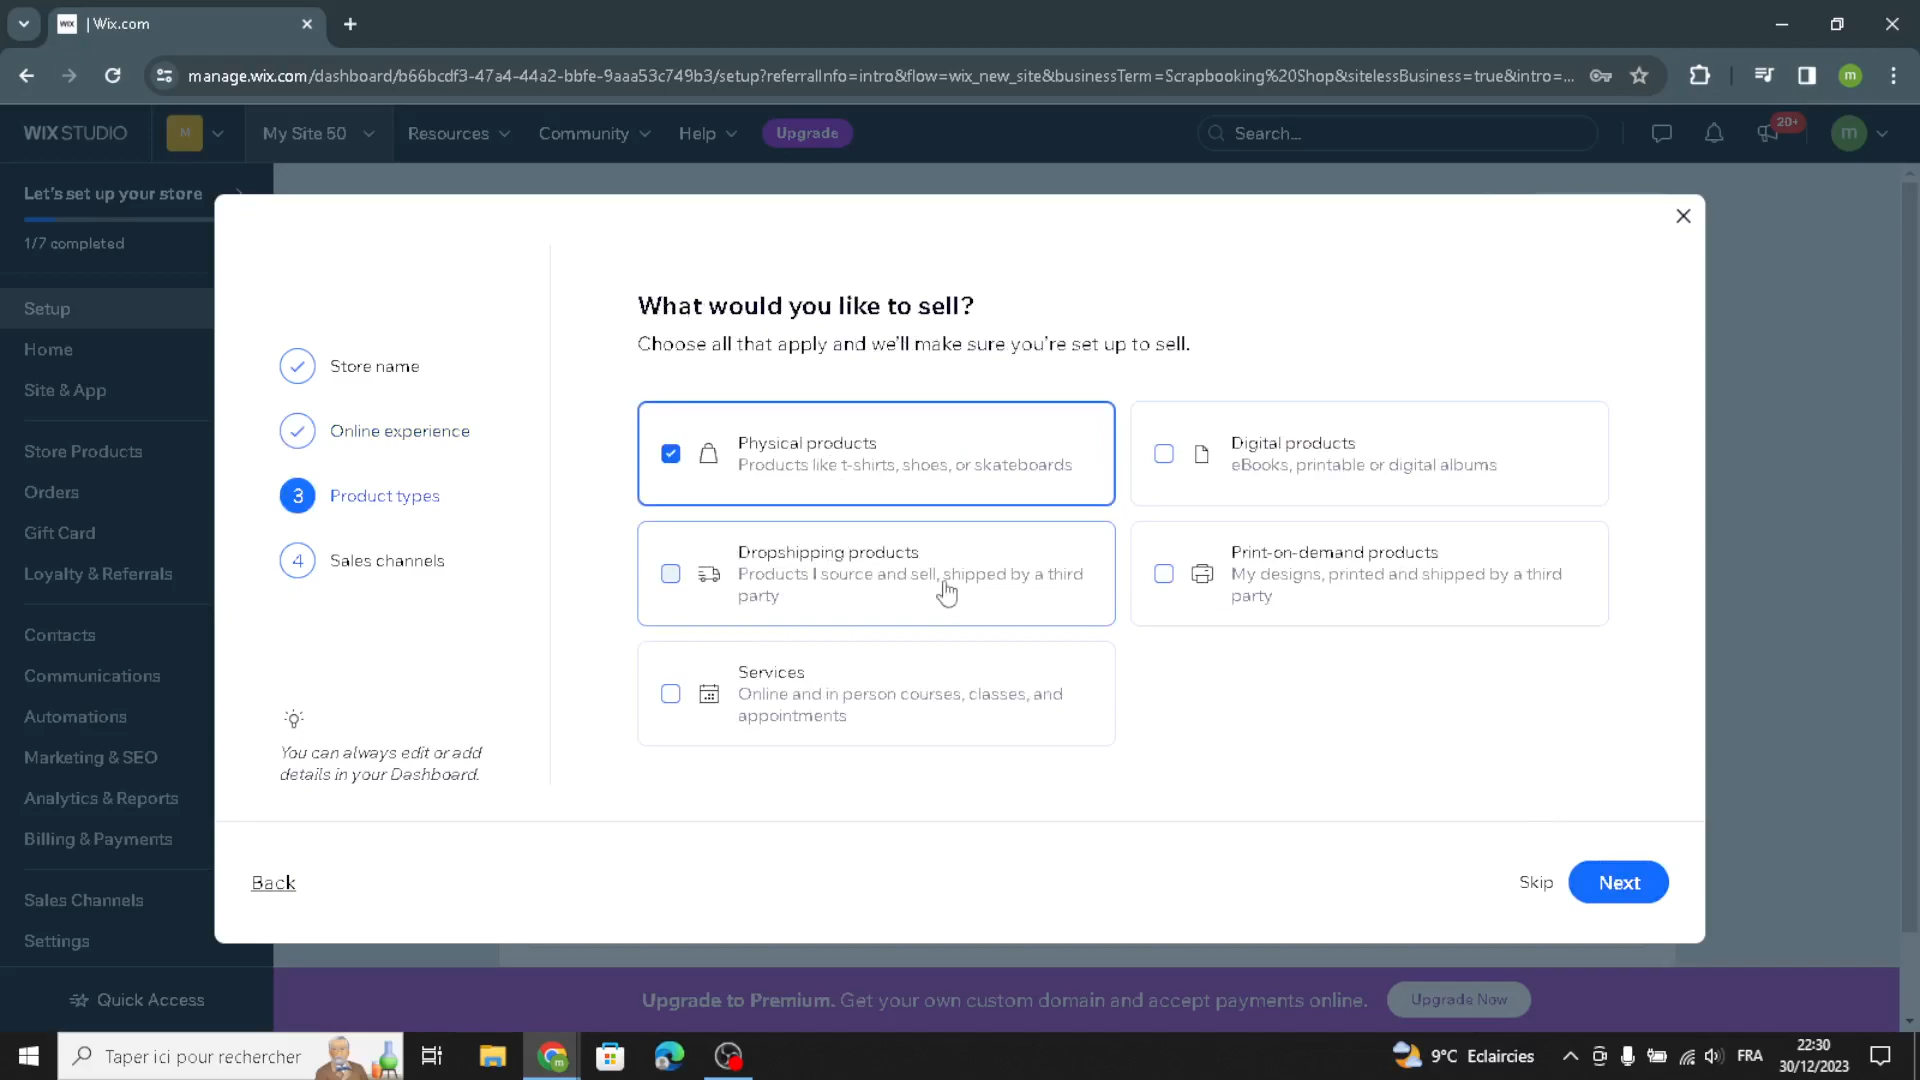 WIX | Wix.com
manage.wix.com/dashboard/b66bcdf3-47a4-44a2-bbfe-9aaa53c749b3/setup?referralInfo=intro&flow=wix_new_site&businessTerm=Scrapbooking%20Shop&sitelessBusiness=true&intro=...
m
WIX STUDIO
M
My Site 50
Resources
Community
Help
Upgrade
Search...
20+
m
Let's set up your store
1/7 completed
Setup
Home
Site & App
Store Products
Orders
Gift Card
Loyalty & Referrals
Contacts
Communications
Automations
Marketing & SEO
Analytics & Reports
Billing & Payments
Sales Channels
Settings
Quick Access
Store name
Online experience
3 Product types
4 Sales channels
You can always edit or add
details in your Dashboard.
What would you like to sell?
Choose all that apply and we'll make sure you're set up to sell.
Physical products
Products like t-shirts, shoes, or skateboards
Digital products
eBooks, printable or digital albums
Dropshipping products
Products I source and sell, shipped by a third
party
Print-on-demand products
My designs, printed and shipped by a third
party
Services
Online and in person courses, classes, and
appointments
Back
Skip
Next
Upgrade to Premium. Get your own custom domain and accept payments online.
Upgrade Now
Taper ici pour rechercher
m
9°C Eclaircies
FRA
22:30
30/12/2023